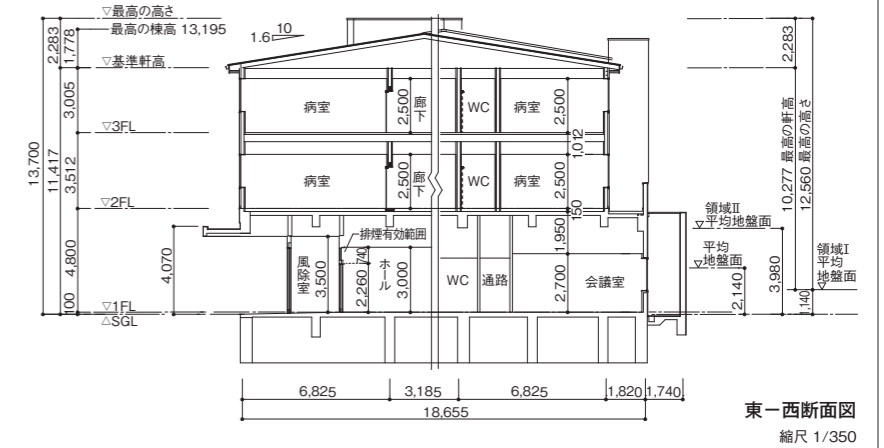 ▽最高の高さ
最高の棟高 13,195
10
1.6
2,283
1,778
▽基準軒高
3,005
▽3FL
13,700
11,417
3,512
▽2FL
4,070
4,800
100
▽1FL
△SGL
病室
2,500
廊下
WC
病室
2,500
1,012
病室
2,500
廊下
WC
病室
2,500
150
排煙有効範囲
風除室
3,500
740
2,260
ホール
3,000
WC
通路
1,950
2,700
会議室
2,283
10,277 最高の軒高
12,560 最高の高さ
領域II
平均地盤面
平均
地盤面
領域I
平均
地盤面
2,140
3,980
1,140
6,825
3,185
6,825
1,820
1,740
18,655
東－西断面図
縮尺 1/350